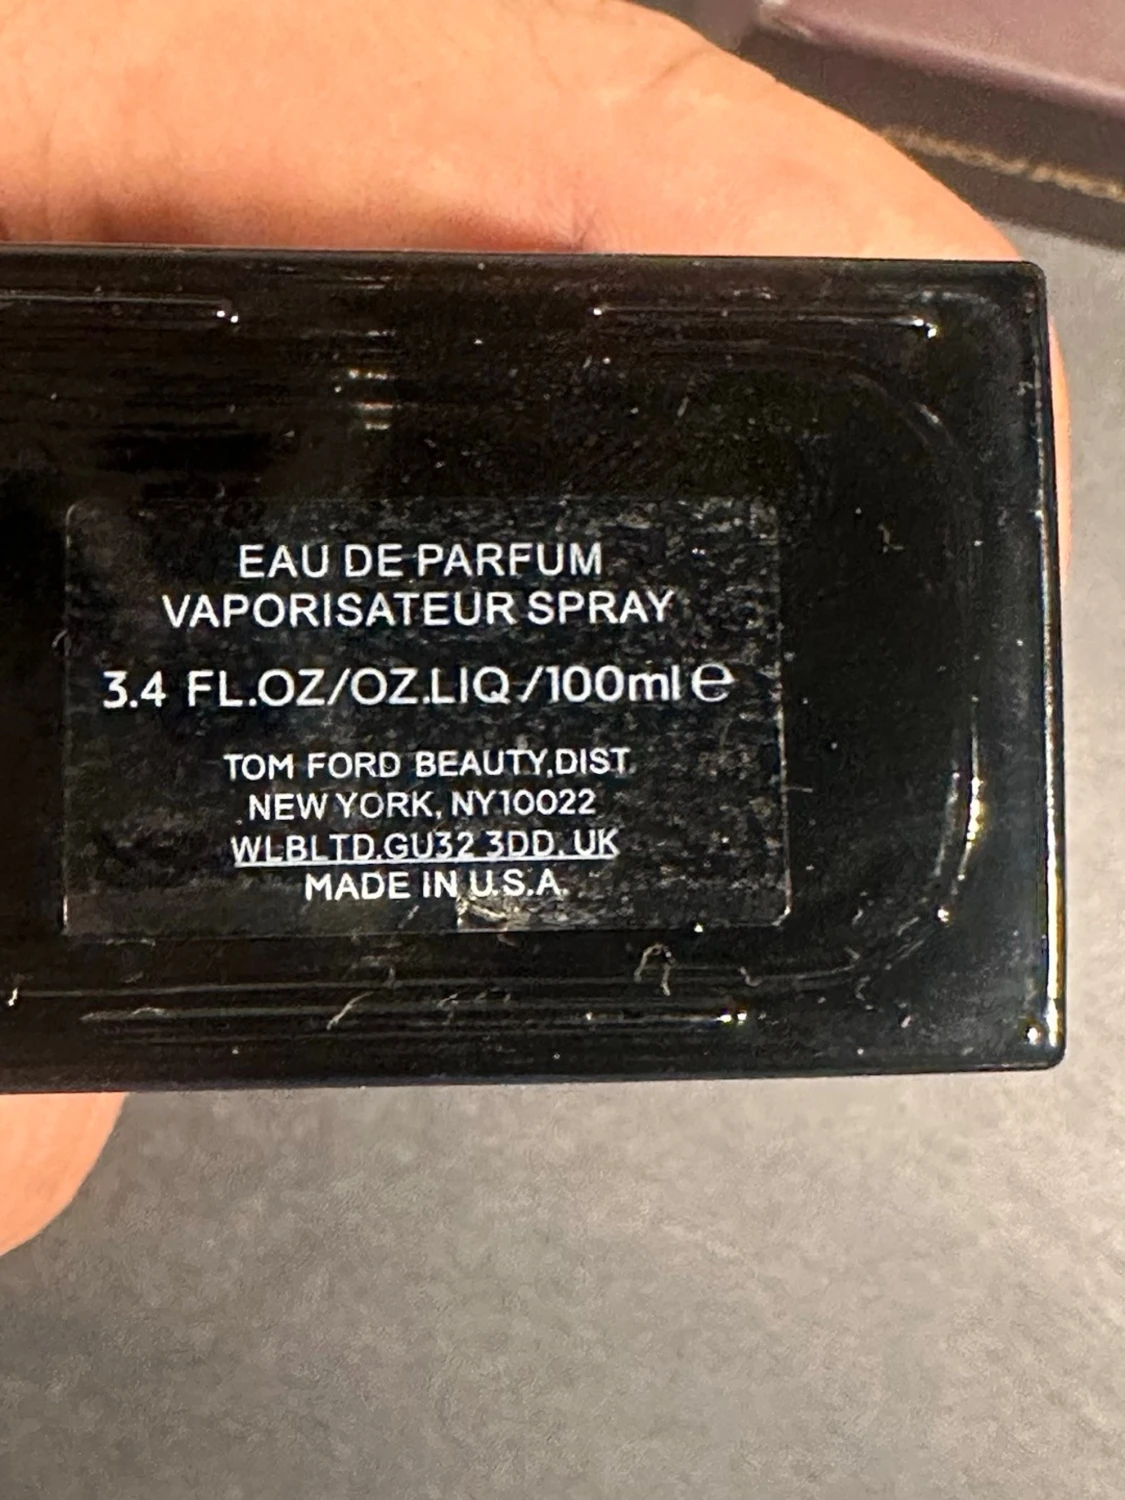 EAU DE PARFUM
VAPORISATEUR SPRAY
3.4 FL.OZ/OZ.LIQ/100ml℮
TOM FORD BEAUTY,DIST.
NEW YORK, NY10022
WLBLTD.GU32 3DD. UK
MADE IN U.S.A.